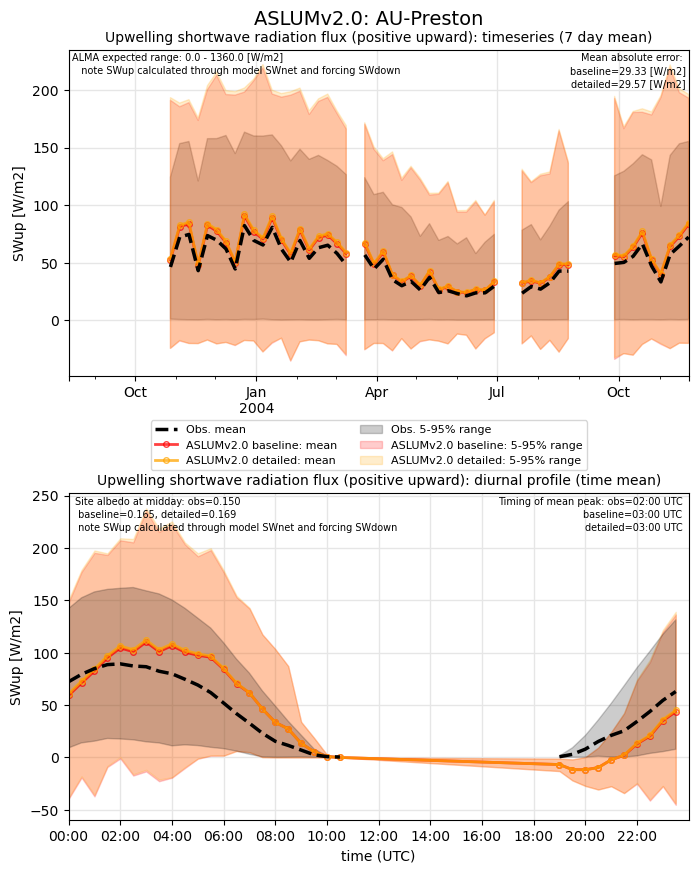 ASLUMv2.0: AU-Preston
Upwelling shortwave radiation flux (positive upward): timeseries (7 day mean)
ALMA expected range: 0.0 - 1360.0 [W/m2]
note SWup calculated through model SWnet and forcing SWdown
Mean absolute error:
baseline=29.33 [W/m2]
detailed=29.57 [W/m2]
SWup [W/m2]
200
150
100
50
0
Oct
Jan
2004
Apr
Jul
Oct
Obs. mean
ASLUMv2.0 baseline: mean
ASLUMv2.0 detailed: mean
Obs. 5-95% range
ASLUMv2.0 baseline: 5-95% range
ASLUMv2.0 detailed: 5-95% range
Upwelling shortwave radiation flux (positive upward): diurnal profile (time mean)
Site albedo at midday: obs=0.150
baseline=0.165, detailed=0.169
note SWup calculated through model SWnet and forcing SWdown
Timing of mean peak: obs=02:00 UTC
baseline=03:00 UTC
detailed=03:00 UTC
SWup [W/m2]
250
200
150
100
50
0
−50
00:00 02:00 04:00 06:00 08:00 10:00 12:00 14:00 16:00 18:00 20:00 22:00
time (UTC)